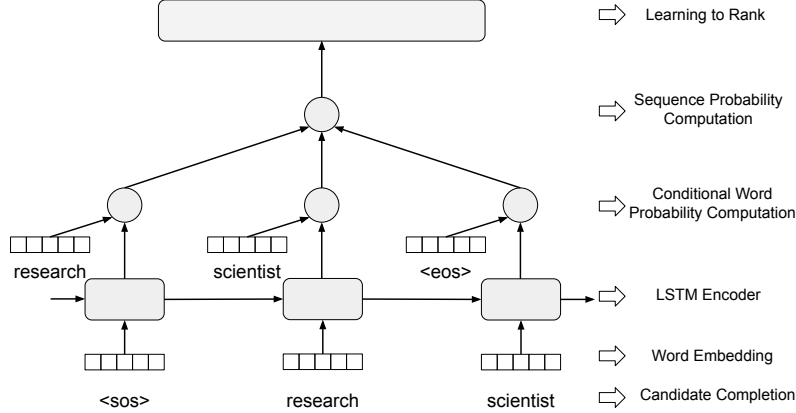 Learning to Rank
Sequence Probability
Computation
Conditional Word
Probability Computation
research
scientist
<eos>
LSTM Encoder
Word Embedding
<sos>
research
scientist
Candidate Completion